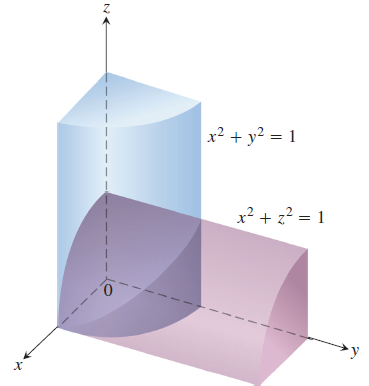 z
x² + y² = 1
x² + z² = 1
0
y
x